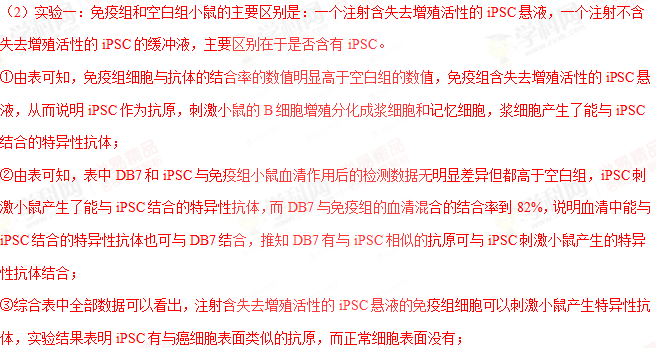 （2）实验一：免疫组和空白组小鼠的主要区别是：一个注射含失去增殖活性的 iPSC 悬液，一个注射不含
失去增殖活性的 iPSC 的缓冲液，主要区别在于是否含有 iPSC。
①由表可知，免疫组细胞与抗体的结合率的数值明显高于空白组的数值，免疫组含失去增殖活性的 iPSC 悬
液，从而说明 iPSC 作为抗原，刺激小鼠的 B 细胞增殖分化成浆细胞和记忆细胞，浆细胞产生了能与 iPSC
结合的特异性抗体；
②由表可知，表中 DB7 和 iPSC 与免疫组小鼠血清作用后的检测数据无明显差异但都高于空白组，iPSC 刺
激小鼠产生了能与 iPSC 结合的特异性抗体，而 DB7 与免疫组的血清混合的结合率到 82%，说明血清中能与
iPSC 结合的特异性抗体也可与 DB7 结合，推知 DB7 有与 iPSC 相似的抗原可与 iPSC 刺激小鼠产生的特异
性抗体结合；
③综合表中全部数据可以看出，注射含失去增殖活性的 iPSC 悬液的免疫组细胞可以刺激小鼠产生特异性抗
体，实验结果表明 iPSC 有与癌细胞表面类似的抗原，而正常细胞表面没有；